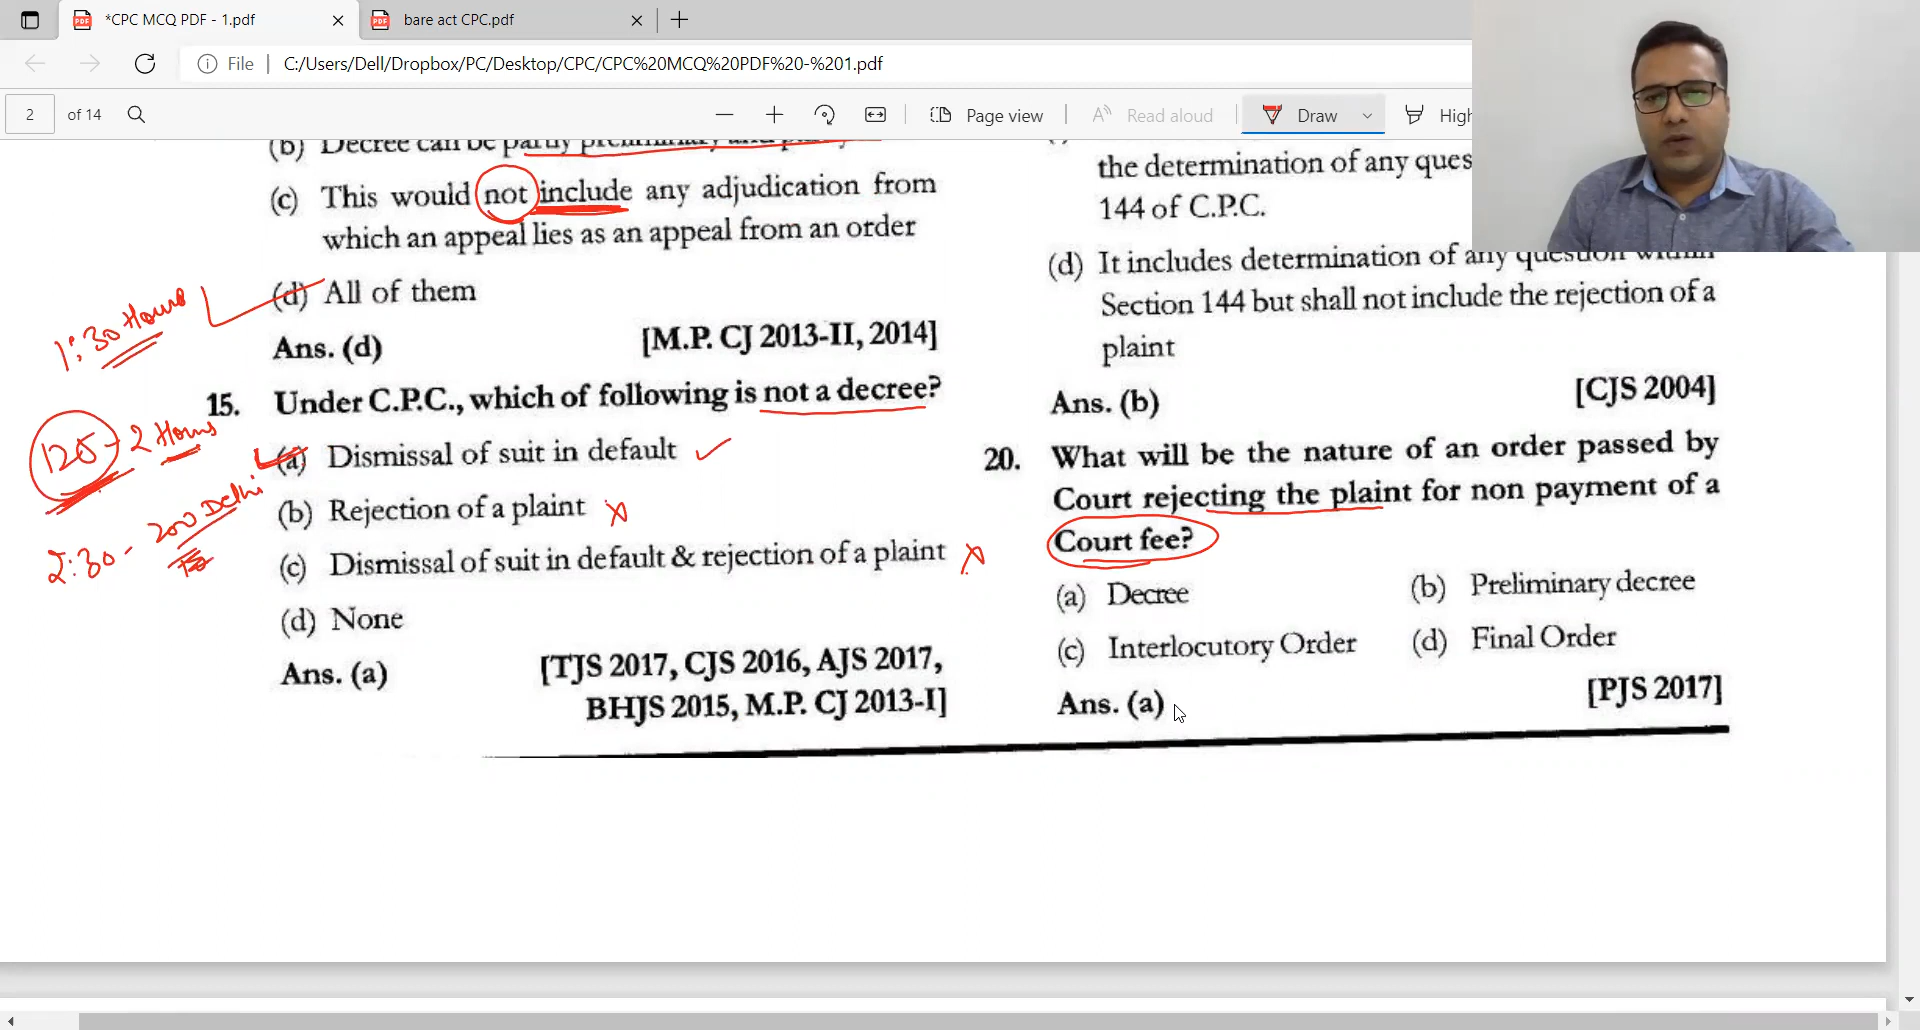 *CPC MCQ PDF - 1.pdf
bare act CPC.pdf
File
C:/Users/Dell/Dropbox/PC/Desktop/CPC/CPC%20MCQ%20PDF%20-%201.pdf
2 of 14
Page view
Read aloud
Draw
High
(b) Decree can be partly preliminary and
(c) This would not include any adjudication from
which an appeal lies as an appeal from an order
(d) All of them
Ans. (d) [M.P. CJ 2013-II, 2014]
15. Under C.P.C., which of following is not a decree?
(a) Dismissal of suit in default
(b) Rejection of a plaint
(c) Dismissal of suit in default & rejection of a plaint
(d) None
Ans. (a) [TJS 2017, CJS 2016, AJS 2017,
BHJS 2015, M.P. CJ 2013-I]
1:30 Hours
125 - 2 Hours
2:30 - 200 Delhi
the determination of any ques
144 of C.P.C.
(d) It includes determination of any question within
Section 144 but shall not include the rejection of a
plaint
Ans. (b) [CJS 2004]
20. What will be the nature of an order passed by
Court rejecting the plaint for non payment of a
Court fee?
(a) Decree (b) Preliminary decree
(c) Interlocutory Order (d) Final Order
Ans. (a) [PJS 2017]